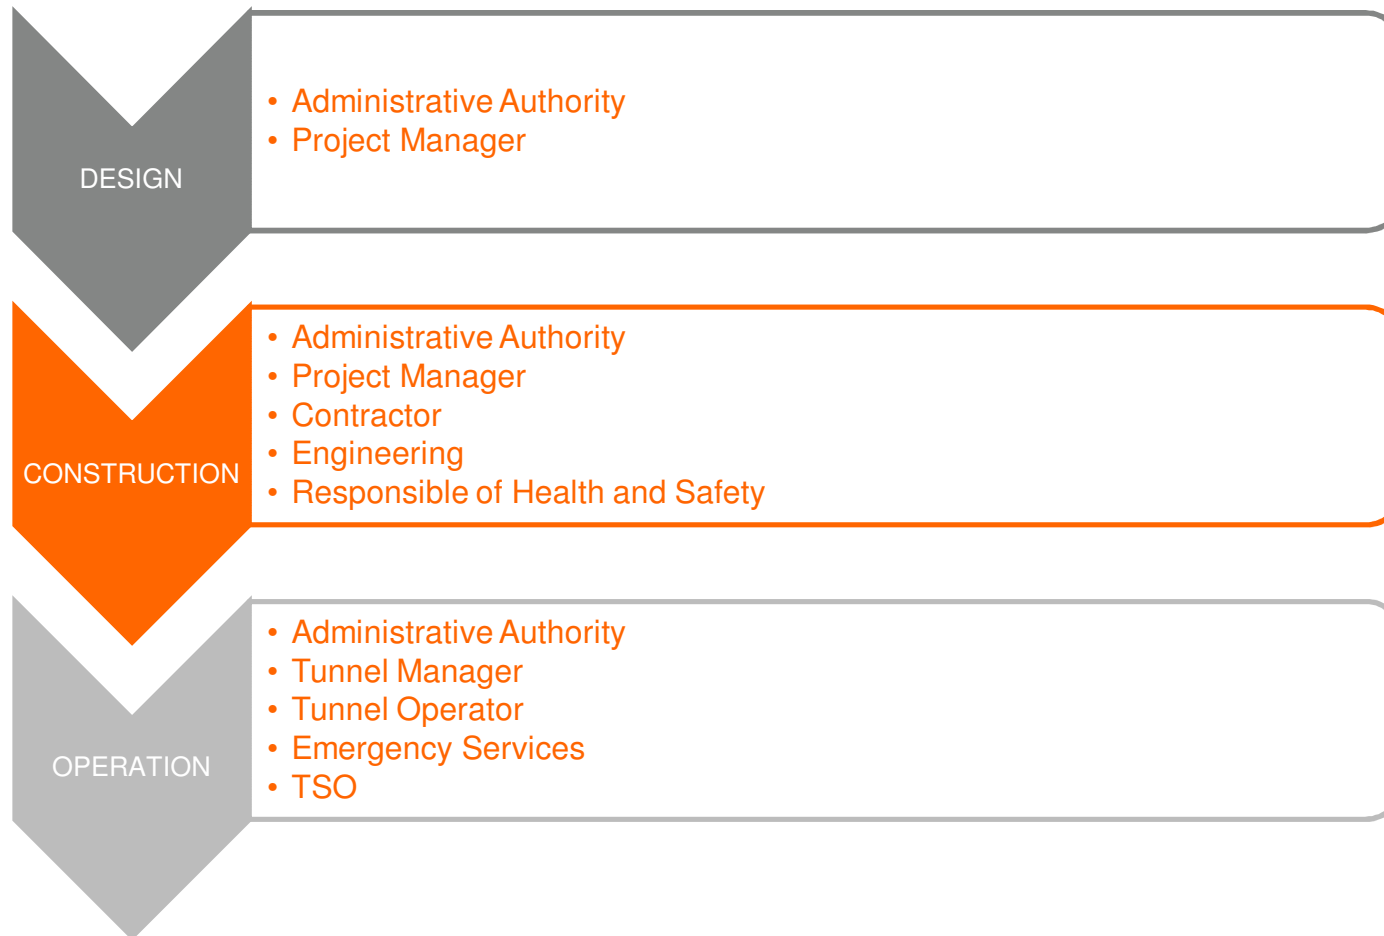 DESIGN
• Administrative Authority
• Project Manager
CONSTRUCTION
• Administrative Authority
• Project Manager
• Contractor
• Engineering
• Responsible of Health and Safety
OPERATION
• Administrative Authority
• Tunnel Manager
• Tunnel Operator
• Emergency Services
• TSO